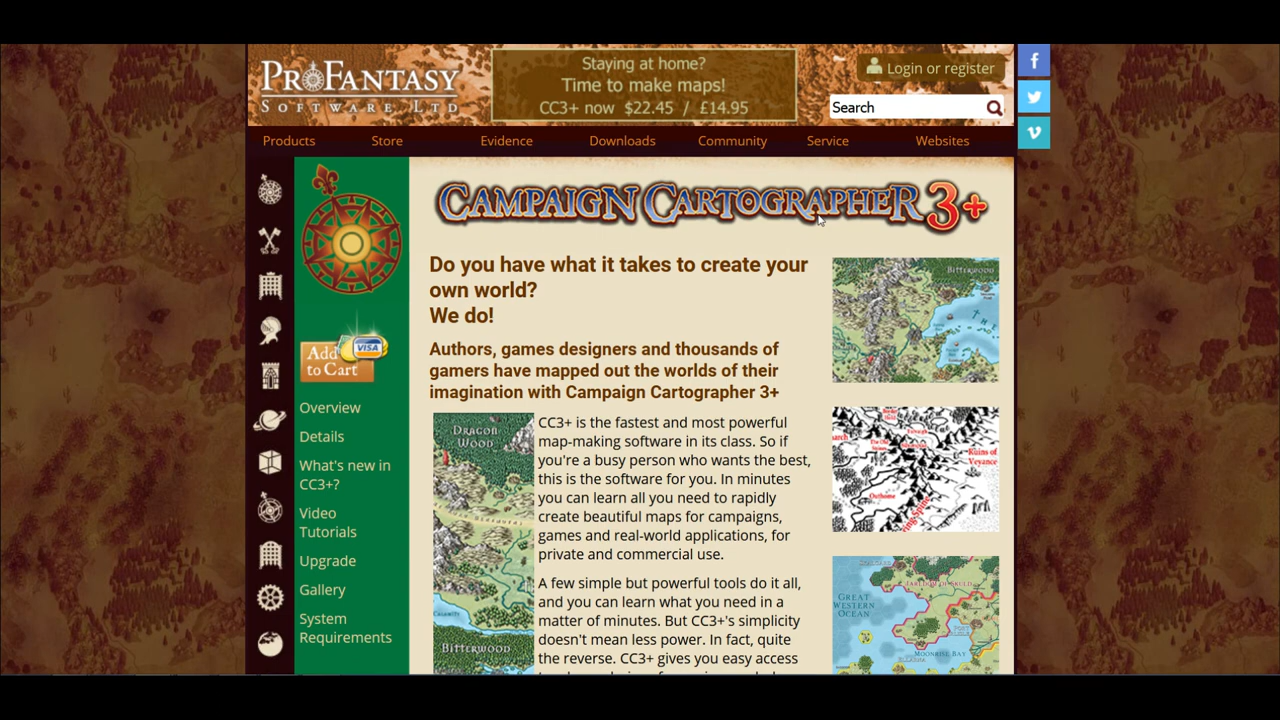 PROFANTASY
SOFTWARE, LTD
Staying at home?
Time to make maps!
CC3+ now $22.45 / £14.95
Login or register
Search
Products Store Evidence Downloads Community Service Websites
CAMPAIGN CARTOGRAPHER 3+
Add to Cart
VISA
Overview
Details
What's new in
CC3+?
Video
Tutorials
Upgrade
Gallery
System
Requirements
Do you have what it takes to create your
own world?
We do!
Authors, games designers and thousands of
gamers have mapped out the worlds of their
imagination with Campaign Cartographer 3+
DRAGON
WOOD
BITTERWOOD
CC3+ is the fastest and most powerful
map-making software in its class. So if
you're a busy person who wants the best,
this is the software for you. In minutes
you can learn all you need to rapidly
create beautiful maps for campaigns,
games and real-world applications, for
private and commercial use.
A few simple but powerful tools do it all,
and you can learn what you need in a
matter of minutes. But CC3+'s simplicity
doesn't mean less power. In fact, quite
the reverse. CC3+ gives you easy access
BITTERWOOD
Ruins of
Veyance
GREAT
WESTERN
OCEAN
MOONRISE BAY